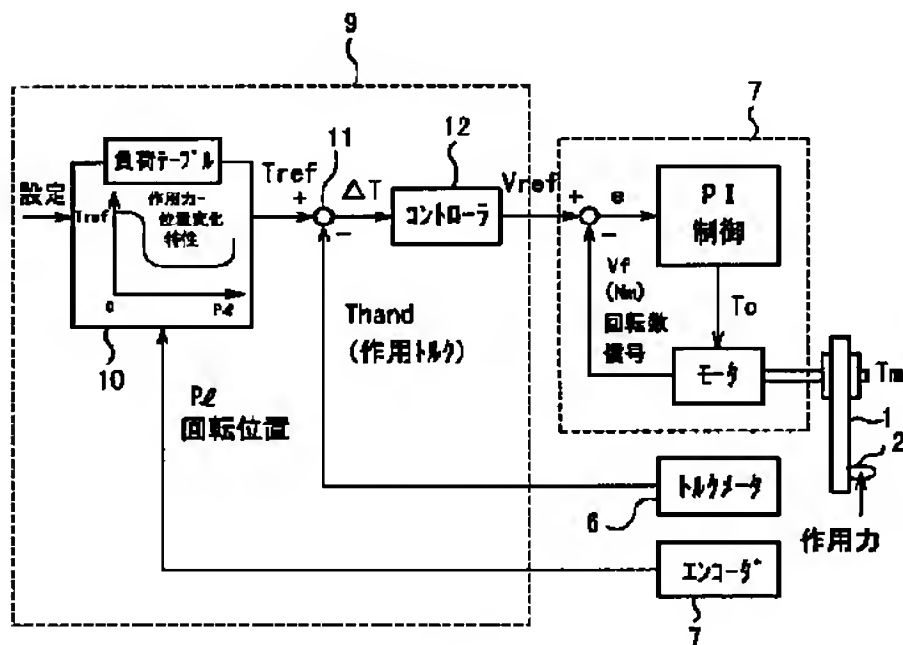 9
7
負荷テーブル
設定
Tref
作用力-
位置変化
特性
0
Pℓ
10
Tref
+
11
-
ΔT
12
コントローラ
Vref
+
-
e
PI
制御
Vf
(Nm)
回転数
信号
Tc
モータ
Tm
1
2
作用力
Thand
(作用トルク)
Pℓ
回転位置
トルクメータ
6
エンコーダ
7